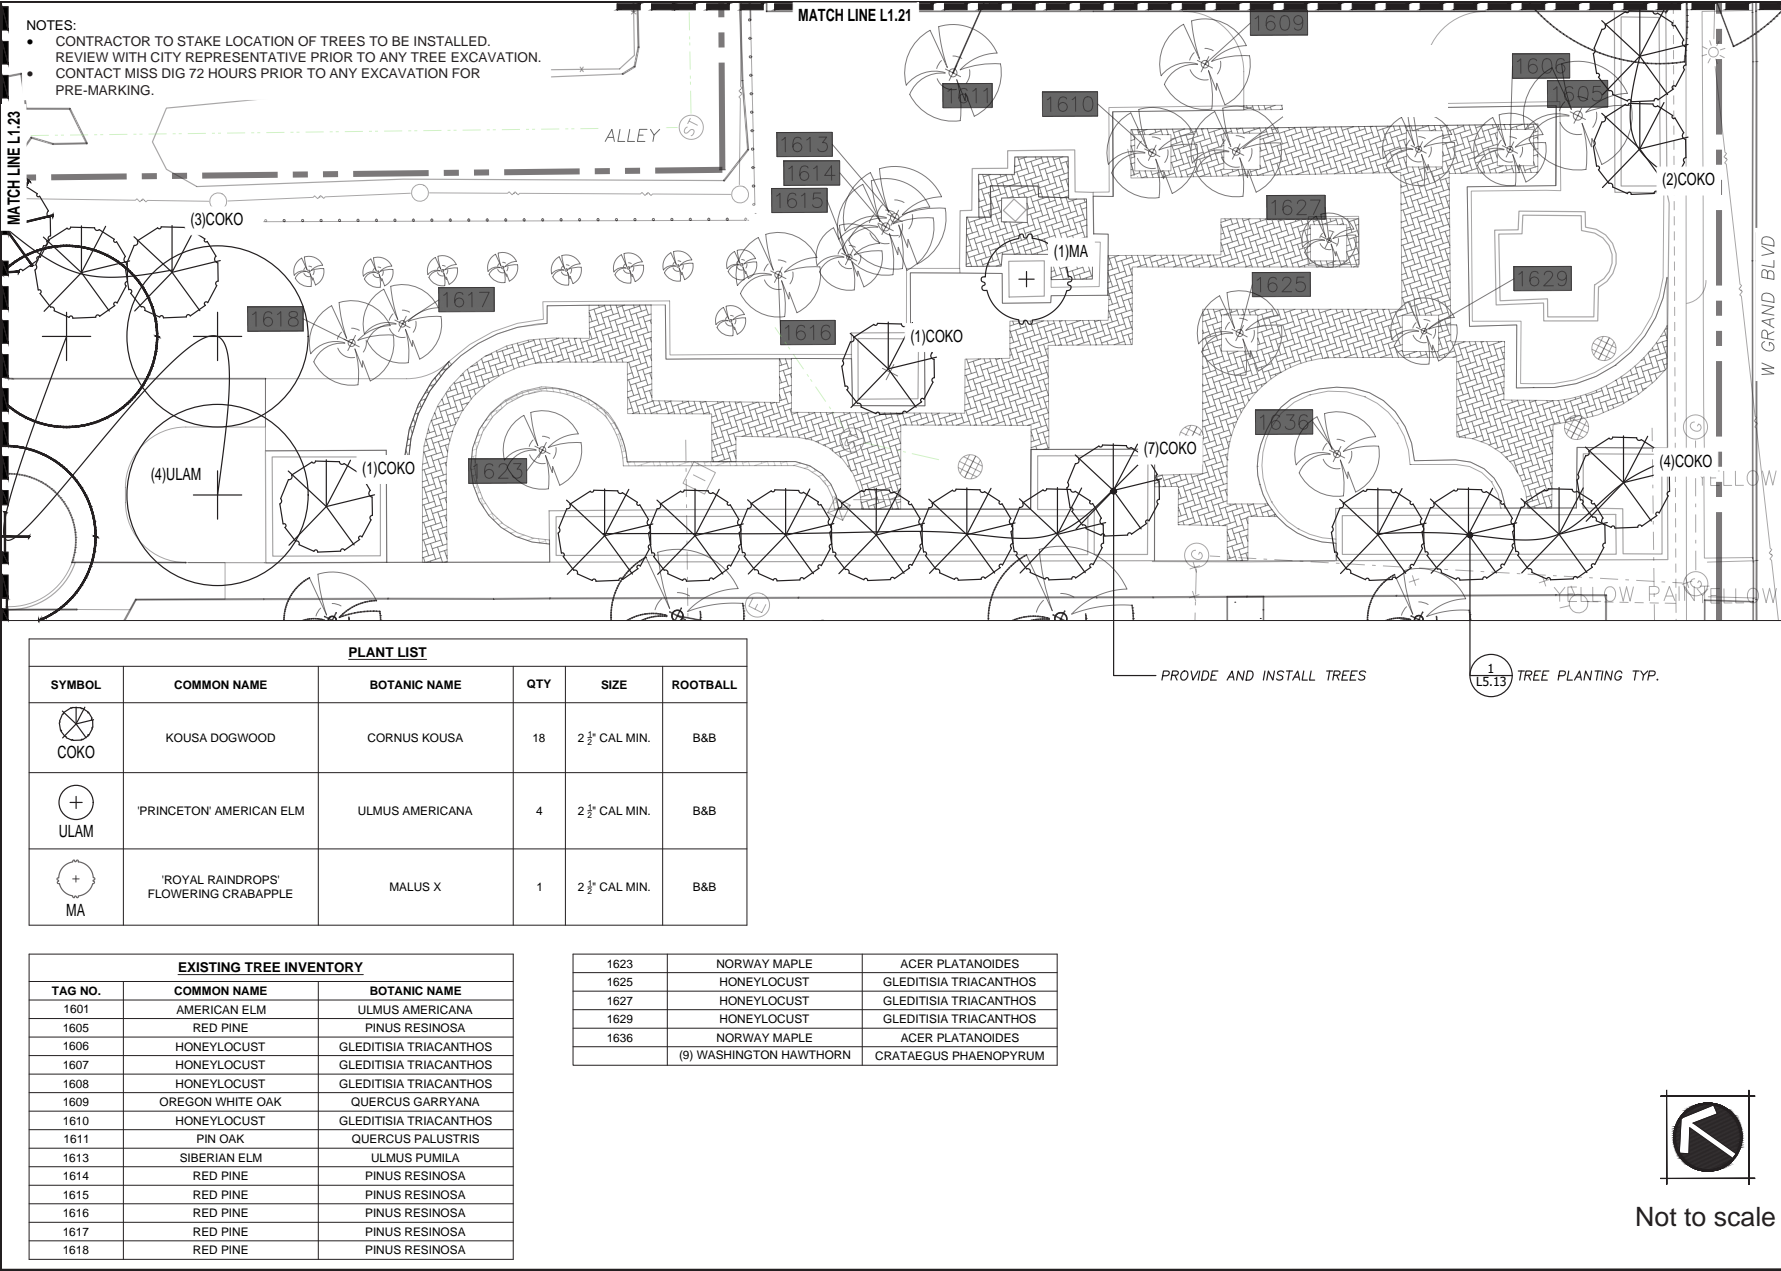 NOTES:
• CONTRACTOR TO STAKE LOCATION OF TREES TO BE INSTALLED.
REVIEW WITH CITY REPRESENTATIVE PRIOR TO ANY TREE EXCAVATION.
• CONTACT MISS DIG 72 HOURS PRIOR TO ANY EXCAVATION FOR
PRE-MARKING.
MATCH LINE L1.21
MATCH LINE L1.23
ALLEY
ST
1609
1611
1610
1606
1605
1613
1614
1615
(2)COKO
(3)COKO
1627
(1)MA
W GRAND BLVD
1618
1617
1616
1625
1629
(1)COKO
1623
1636
(4)ULAM
(1)COKO
(7)COKO
(4)COKO
G
YELLOW
G
E
G
YELLOW PAIN
YELLOW
PROVIDE AND INSTALL TREES
1
L5.13
TREE PLANTING TYP.
PLANT LIST
SYMBOL COMMON NAME BOTANIC NAME QTY SIZE ROOTBALL
COKO KOUSA DOGWOOD CORNUS KOUSA 18 2 ½" CAL MIN. B&B
ULAM 'PRINCETON' AMERICAN ELM ULMUS AMERICANA 4 2 ½" CAL MIN. B&B
MA 'ROYAL RAINDROPS'
FLOWERING CRABAPPLE MALUS X 1 2 ½" CAL MIN. B&B
EXISTING TREE INVENTORY
TAG NO. COMMON NAME BOTANIC NAME
1601 AMERICAN ELM ULMUS AMERICANA
1605 RED PINE PINUS RESINOSA
1606 HONEYLOCUST GLEDITISIA TRIACANTHOS
1607 HONEYLOCUST GLEDITISIA TRIACANTHOS
1608 HONEYLOCUST GLEDITISIA TRIACANTHOS
1609 OREGON WHITE OAK QUERCUS GARRYANA
1610 HONEYLOCUST GLEDITISIA TRIACANTHOS
1611 PIN OAK QUERCUS PALUSTRIS
1613 SIBERIAN ELM ULMUS PUMILA
1614 RED PINE PINUS RESINOSA
1615 RED PINE PINUS RESINOSA
1616 RED PINE PINUS RESINOSA
1617 RED PINE PINUS RESINOSA
1618 RED PINE PINUS RESINOSA
1623 NORWAY MAPLE ACER PLATANOIDES
1625 HONEYLOCUST GLEDITISIA TRIACANTHOS
1627 HONEYLOCUST GLEDITISIA TRIACANTHOS
1629 HONEYLOCUST GLEDITISIA TRIACANTHOS
1636 NORWAY MAPLE ACER PLATANOIDES
(9) WASHINGTON HAWTHORN CRATAEGUS PHAENOPYRUM
Not to scale